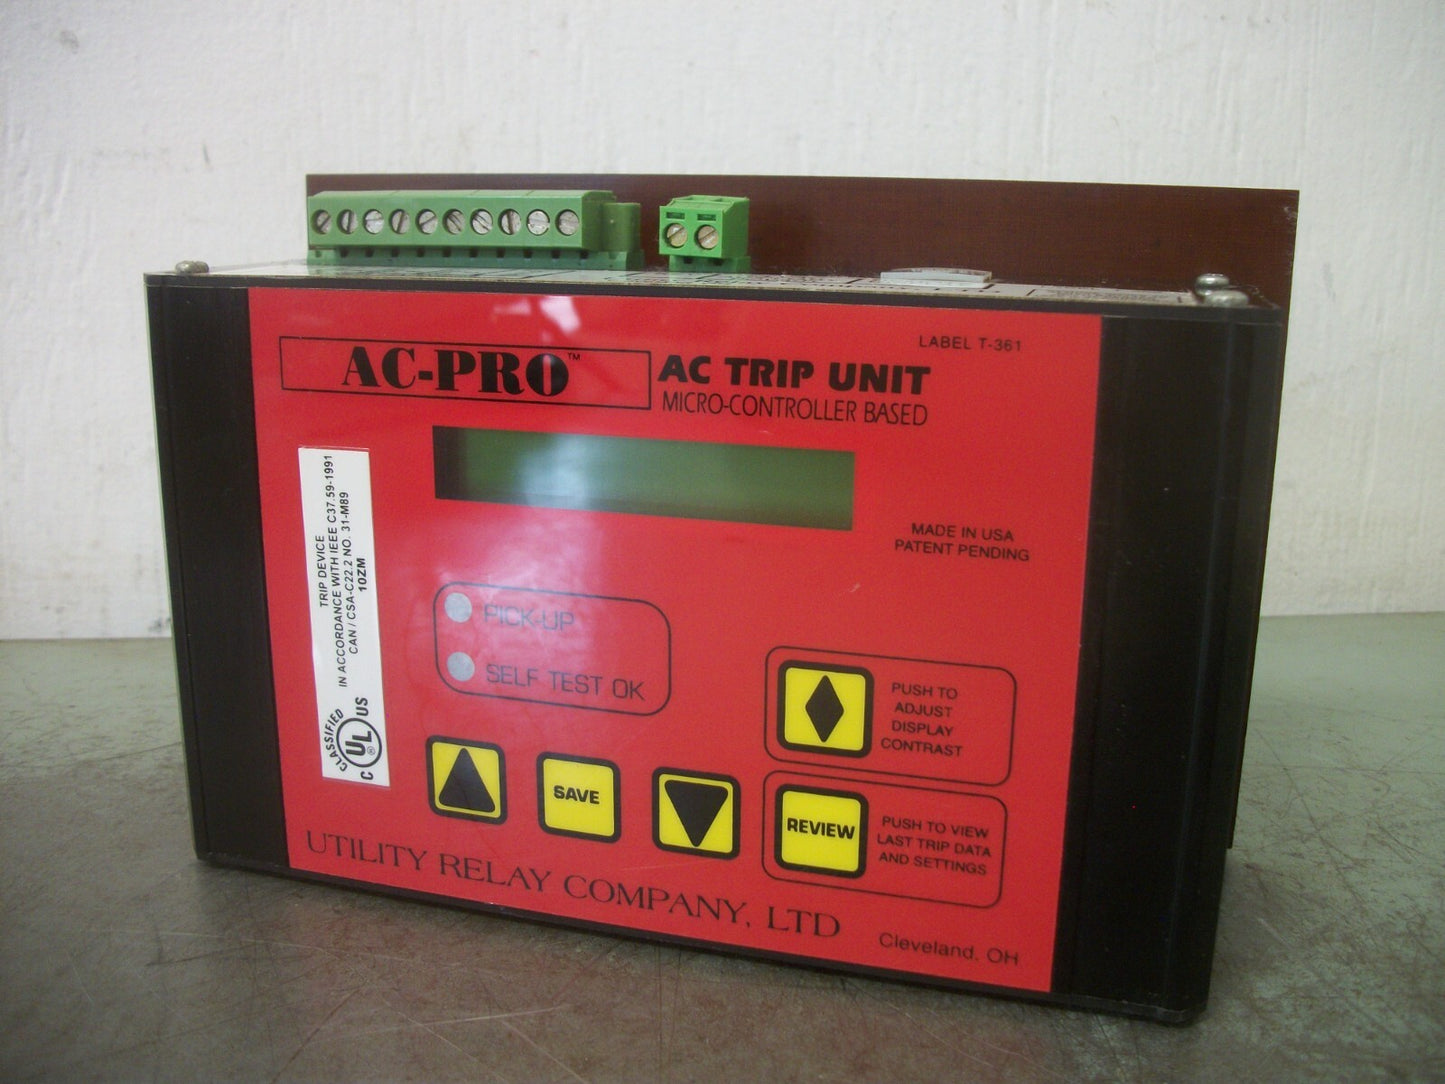 LABEL T-361
AC-PRO™
AC TRIP UNIT
MICRO-CONTROLLER BASED
TRIP DEVICE
IN ACCORDANCE WITH IEEE C37.59-1991
CAN / CSA-C22.2 NO. 31-M89
10ZM
CLASSIFIED
C UL® US
MADE IN USA
PATENT PENDING
PICK-UP
SELF TEST OK
PUSH TO
ADJUST
DISPLAY
CONTRAST
SAVE
REVIEW
PUSH TO VIEW
LAST TRIP DATA
AND SETTINGS
UTILITY RELAY COMPANY, LTD
Cleveland, OH